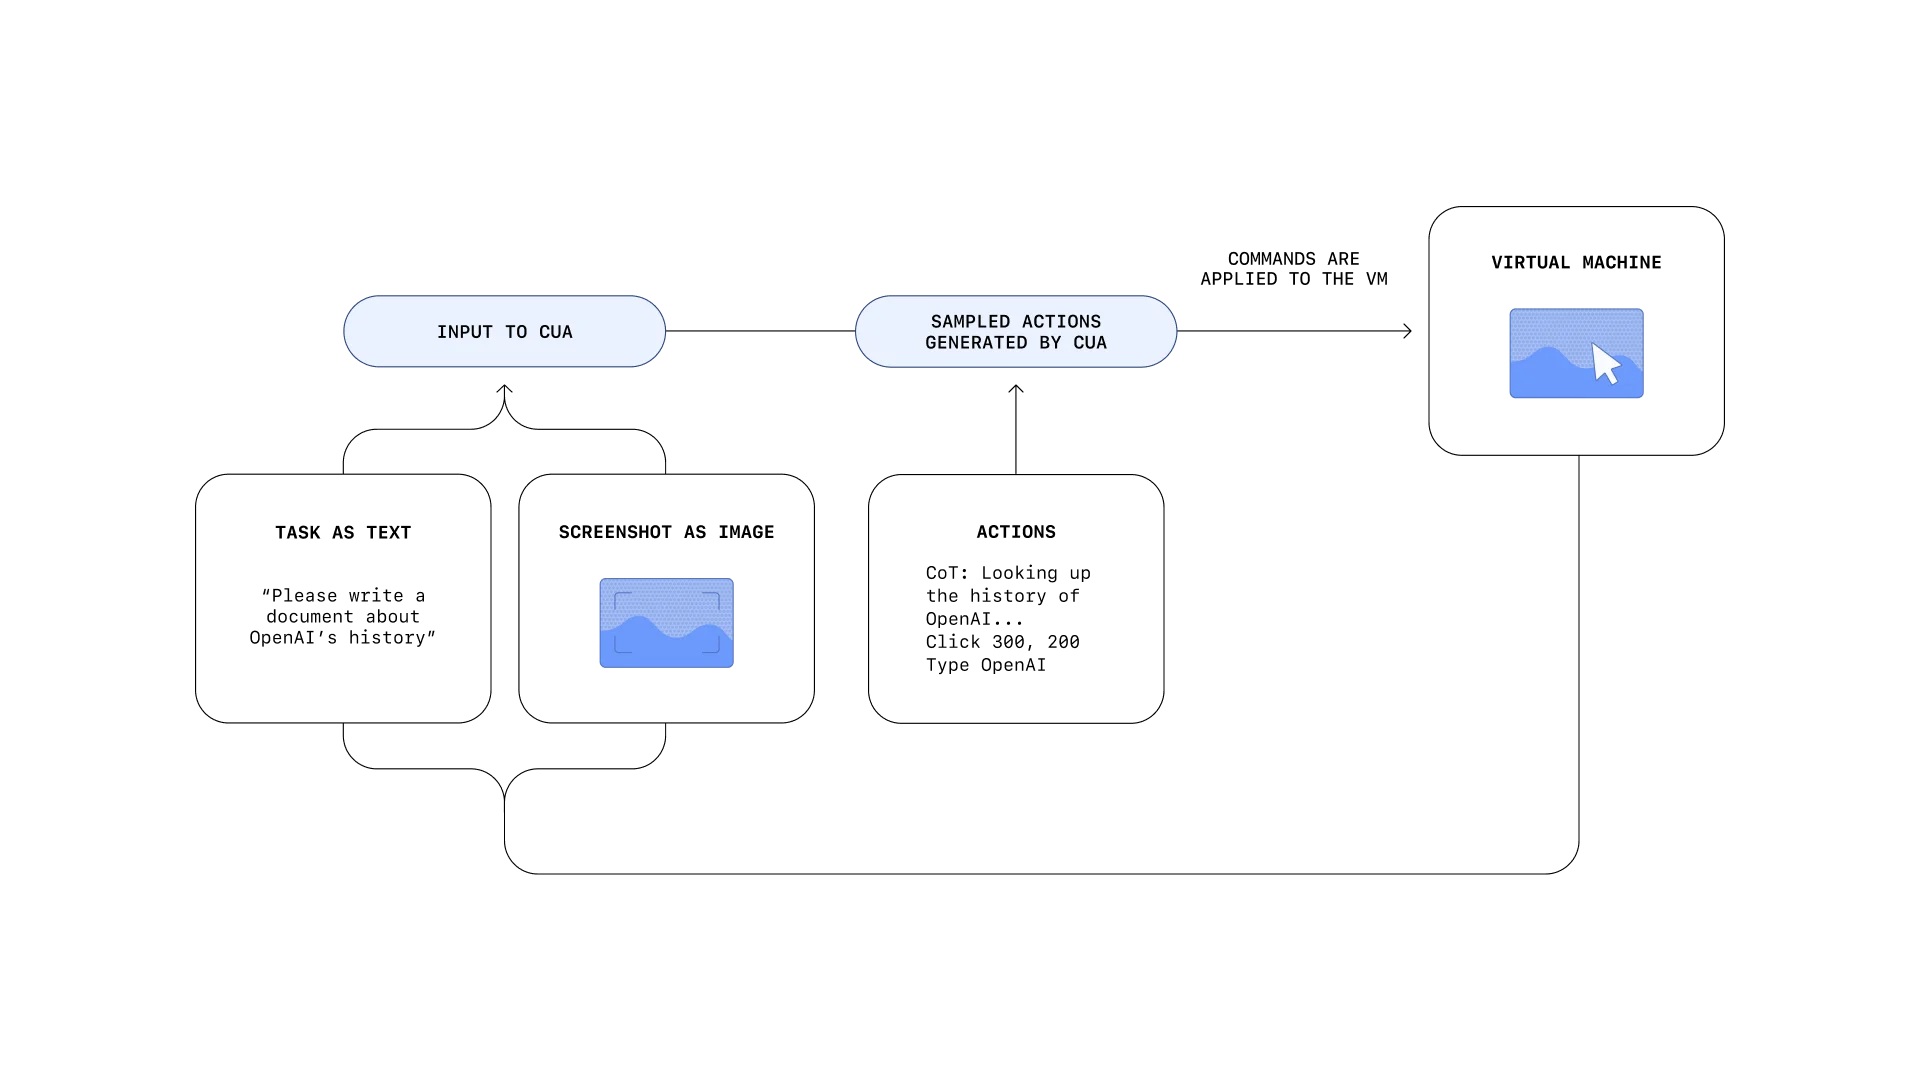 COMMANDS ARE
APPLIED TO THE VM
VIRTUAL MACHINE
INPUT TO CUA
SAMPLED ACTIONS
GENERATED BY CUA
TASK AS TEXT
“Please write a
document about
OpenAI’s history”
SCREENSHOT AS IMAGE
ACTIONS
CoT: Looking up
the history of
OpenAI...
Click 300, 200
Type OpenAI